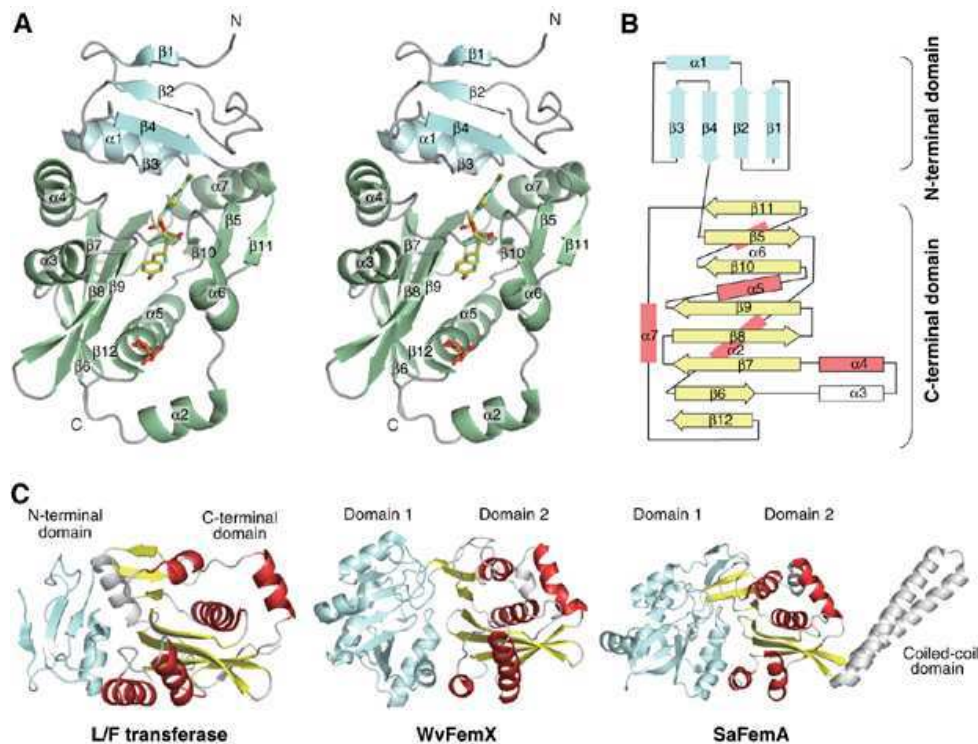 A
N
β1
β2
β4
α1
β3
α7
α4
β5
β7
β10
β11
α3
β9
β8
α6
α5
β12
β6
C
α2
N
β1
β2
β4
α1
β3
α7
α4
β5
β7
β10
β11
α3
β9
β8
α6
α5
β12
β6
C
α2
B
α1
β3
β4
β2
β1
N-terminal domain
β11
β5
α6
β10
α5
β9
β8
α2
β7
α4
β6
α3
β12
α7
C-terminal domain
C
N-terminal
domain
C-terminal
domain
L/F transferase
Domain 1
Domain 2
WvFemX
Domain 1
Domain 2
Coiled-coil
domain
SaFemA